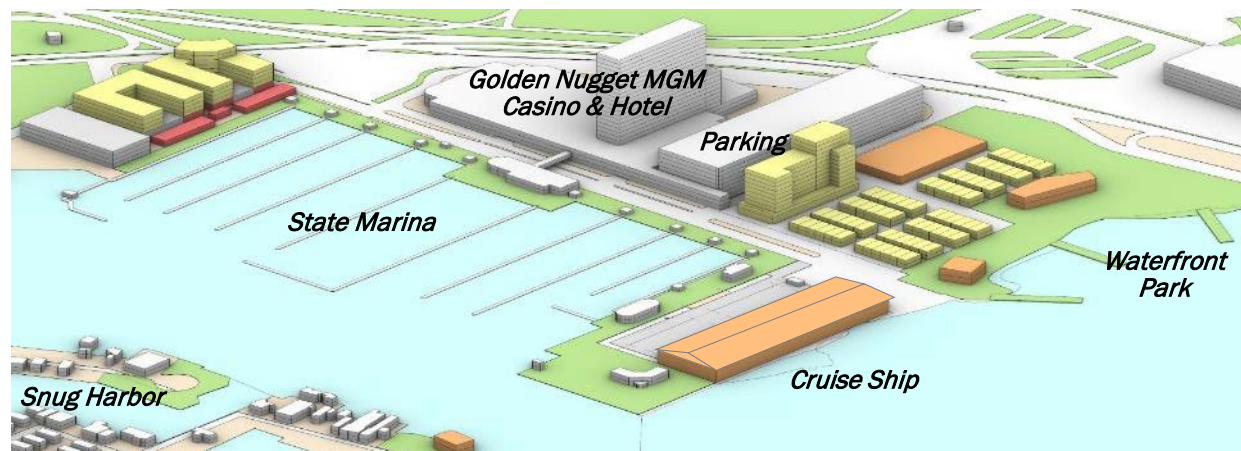 Golden Nugget MGM
Casino & Hotel
Parking
State Marina
Waterfront
Park
Cruise Ship
Snug Harbor